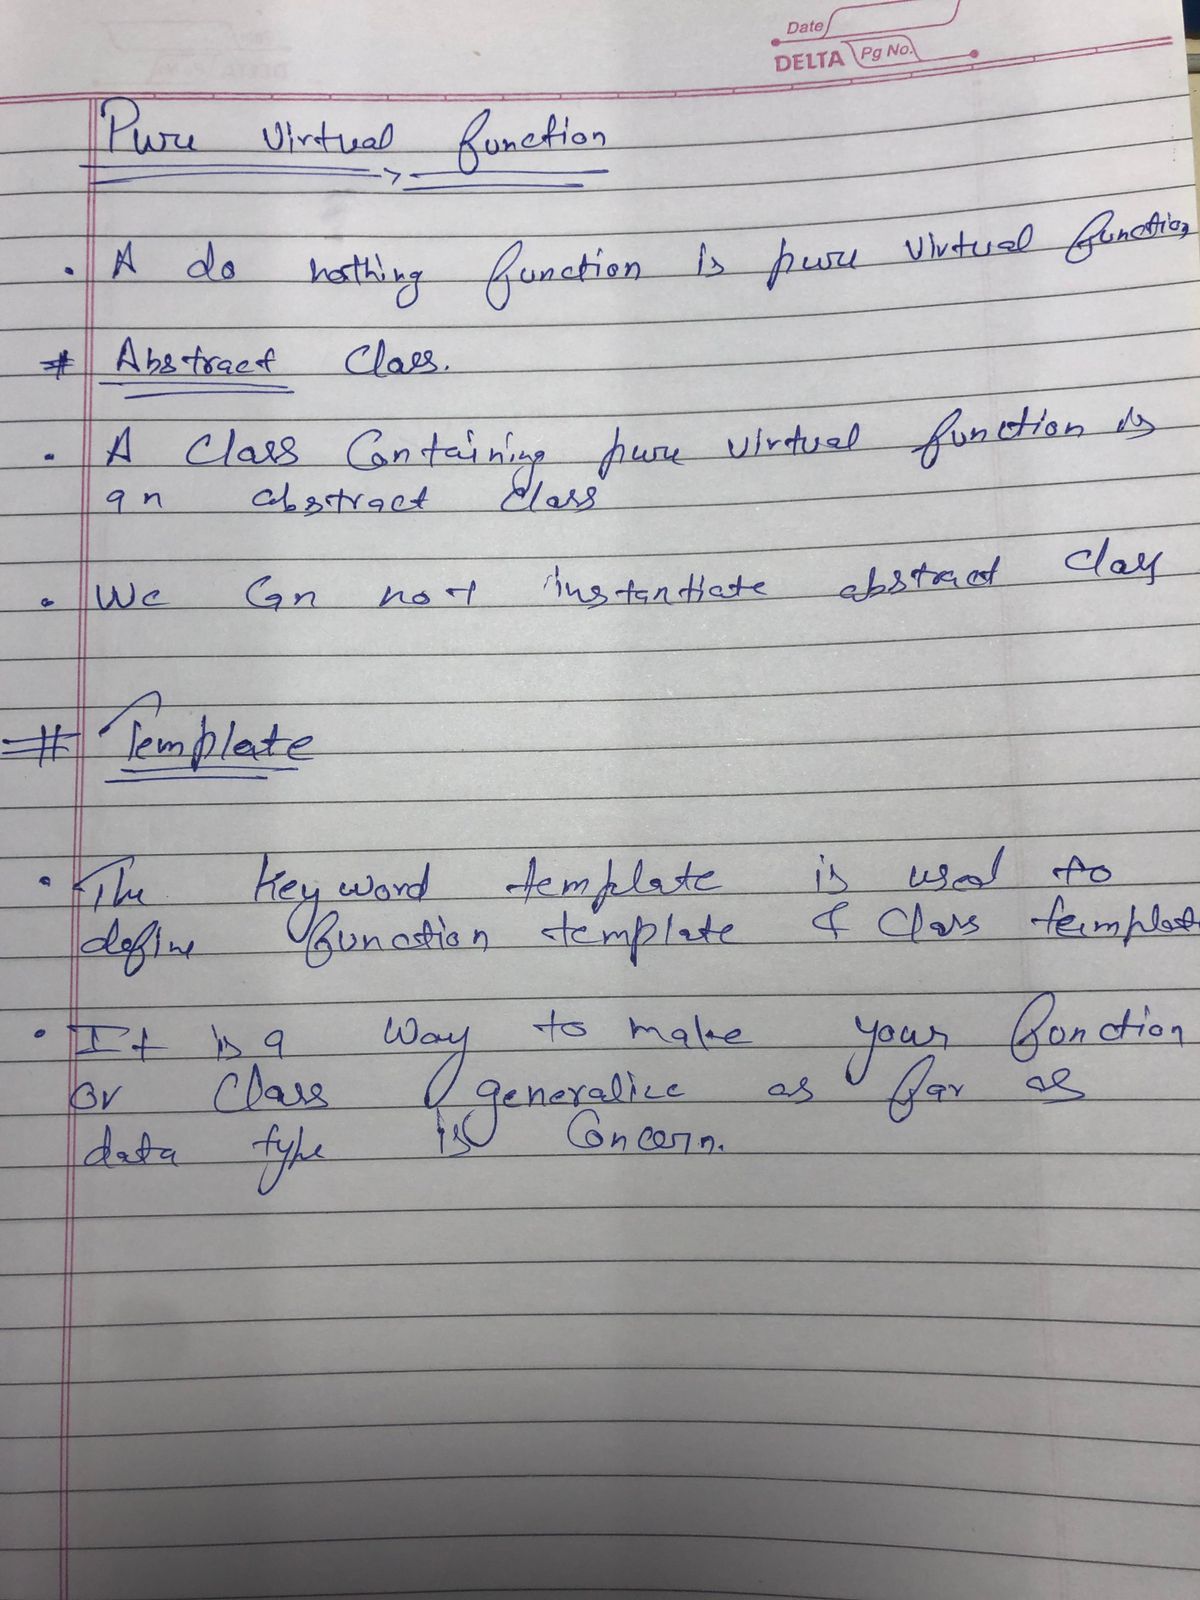 Date
DELTA Pg No.
Pure Virtual function
• A do nothing function is pure Virtual function
# Abstract Class.
• A Class Containing pure virtual function is
an abstract class
• We Can not instantiate abstract class
# Template
• The keyword template is used to
define function template & Class template
• It is a way to make your function
or Class generalize as far as
data type is Concern.